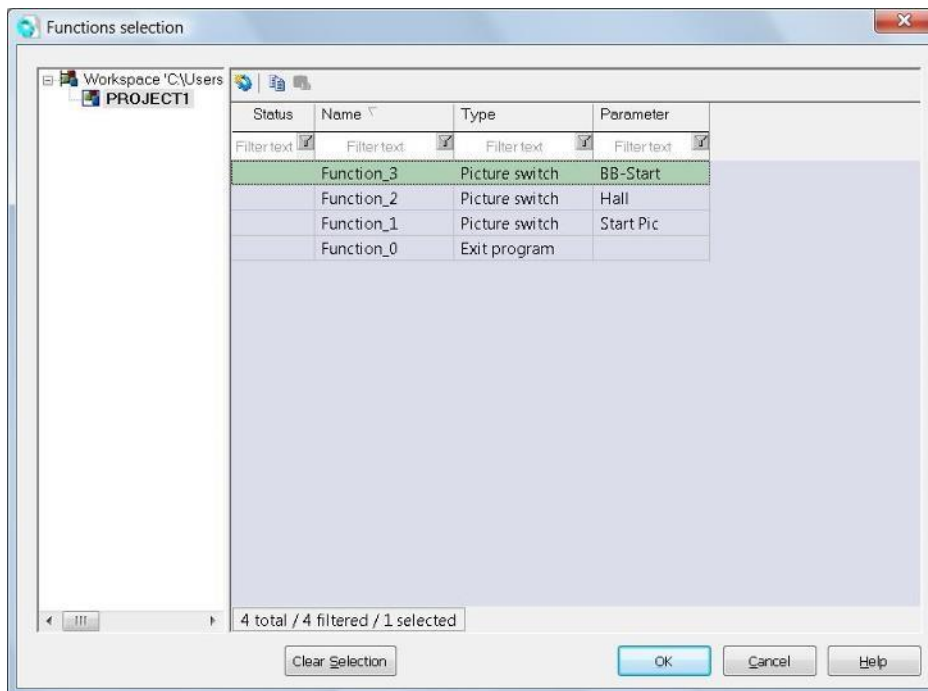 Functions selection
Workspace 'C:\Users
PROJECT1
Status Name Type Parameter
Filter text Filter text Filter text Filter text
Function_3 Picture switch BB-Start
Function_2 Picture switch Hall
Function_1 Picture switch Start Pic
Function_0 Exit program
4 total / 4 filtered / 1 selected
Clear Selection OK Cancel Help